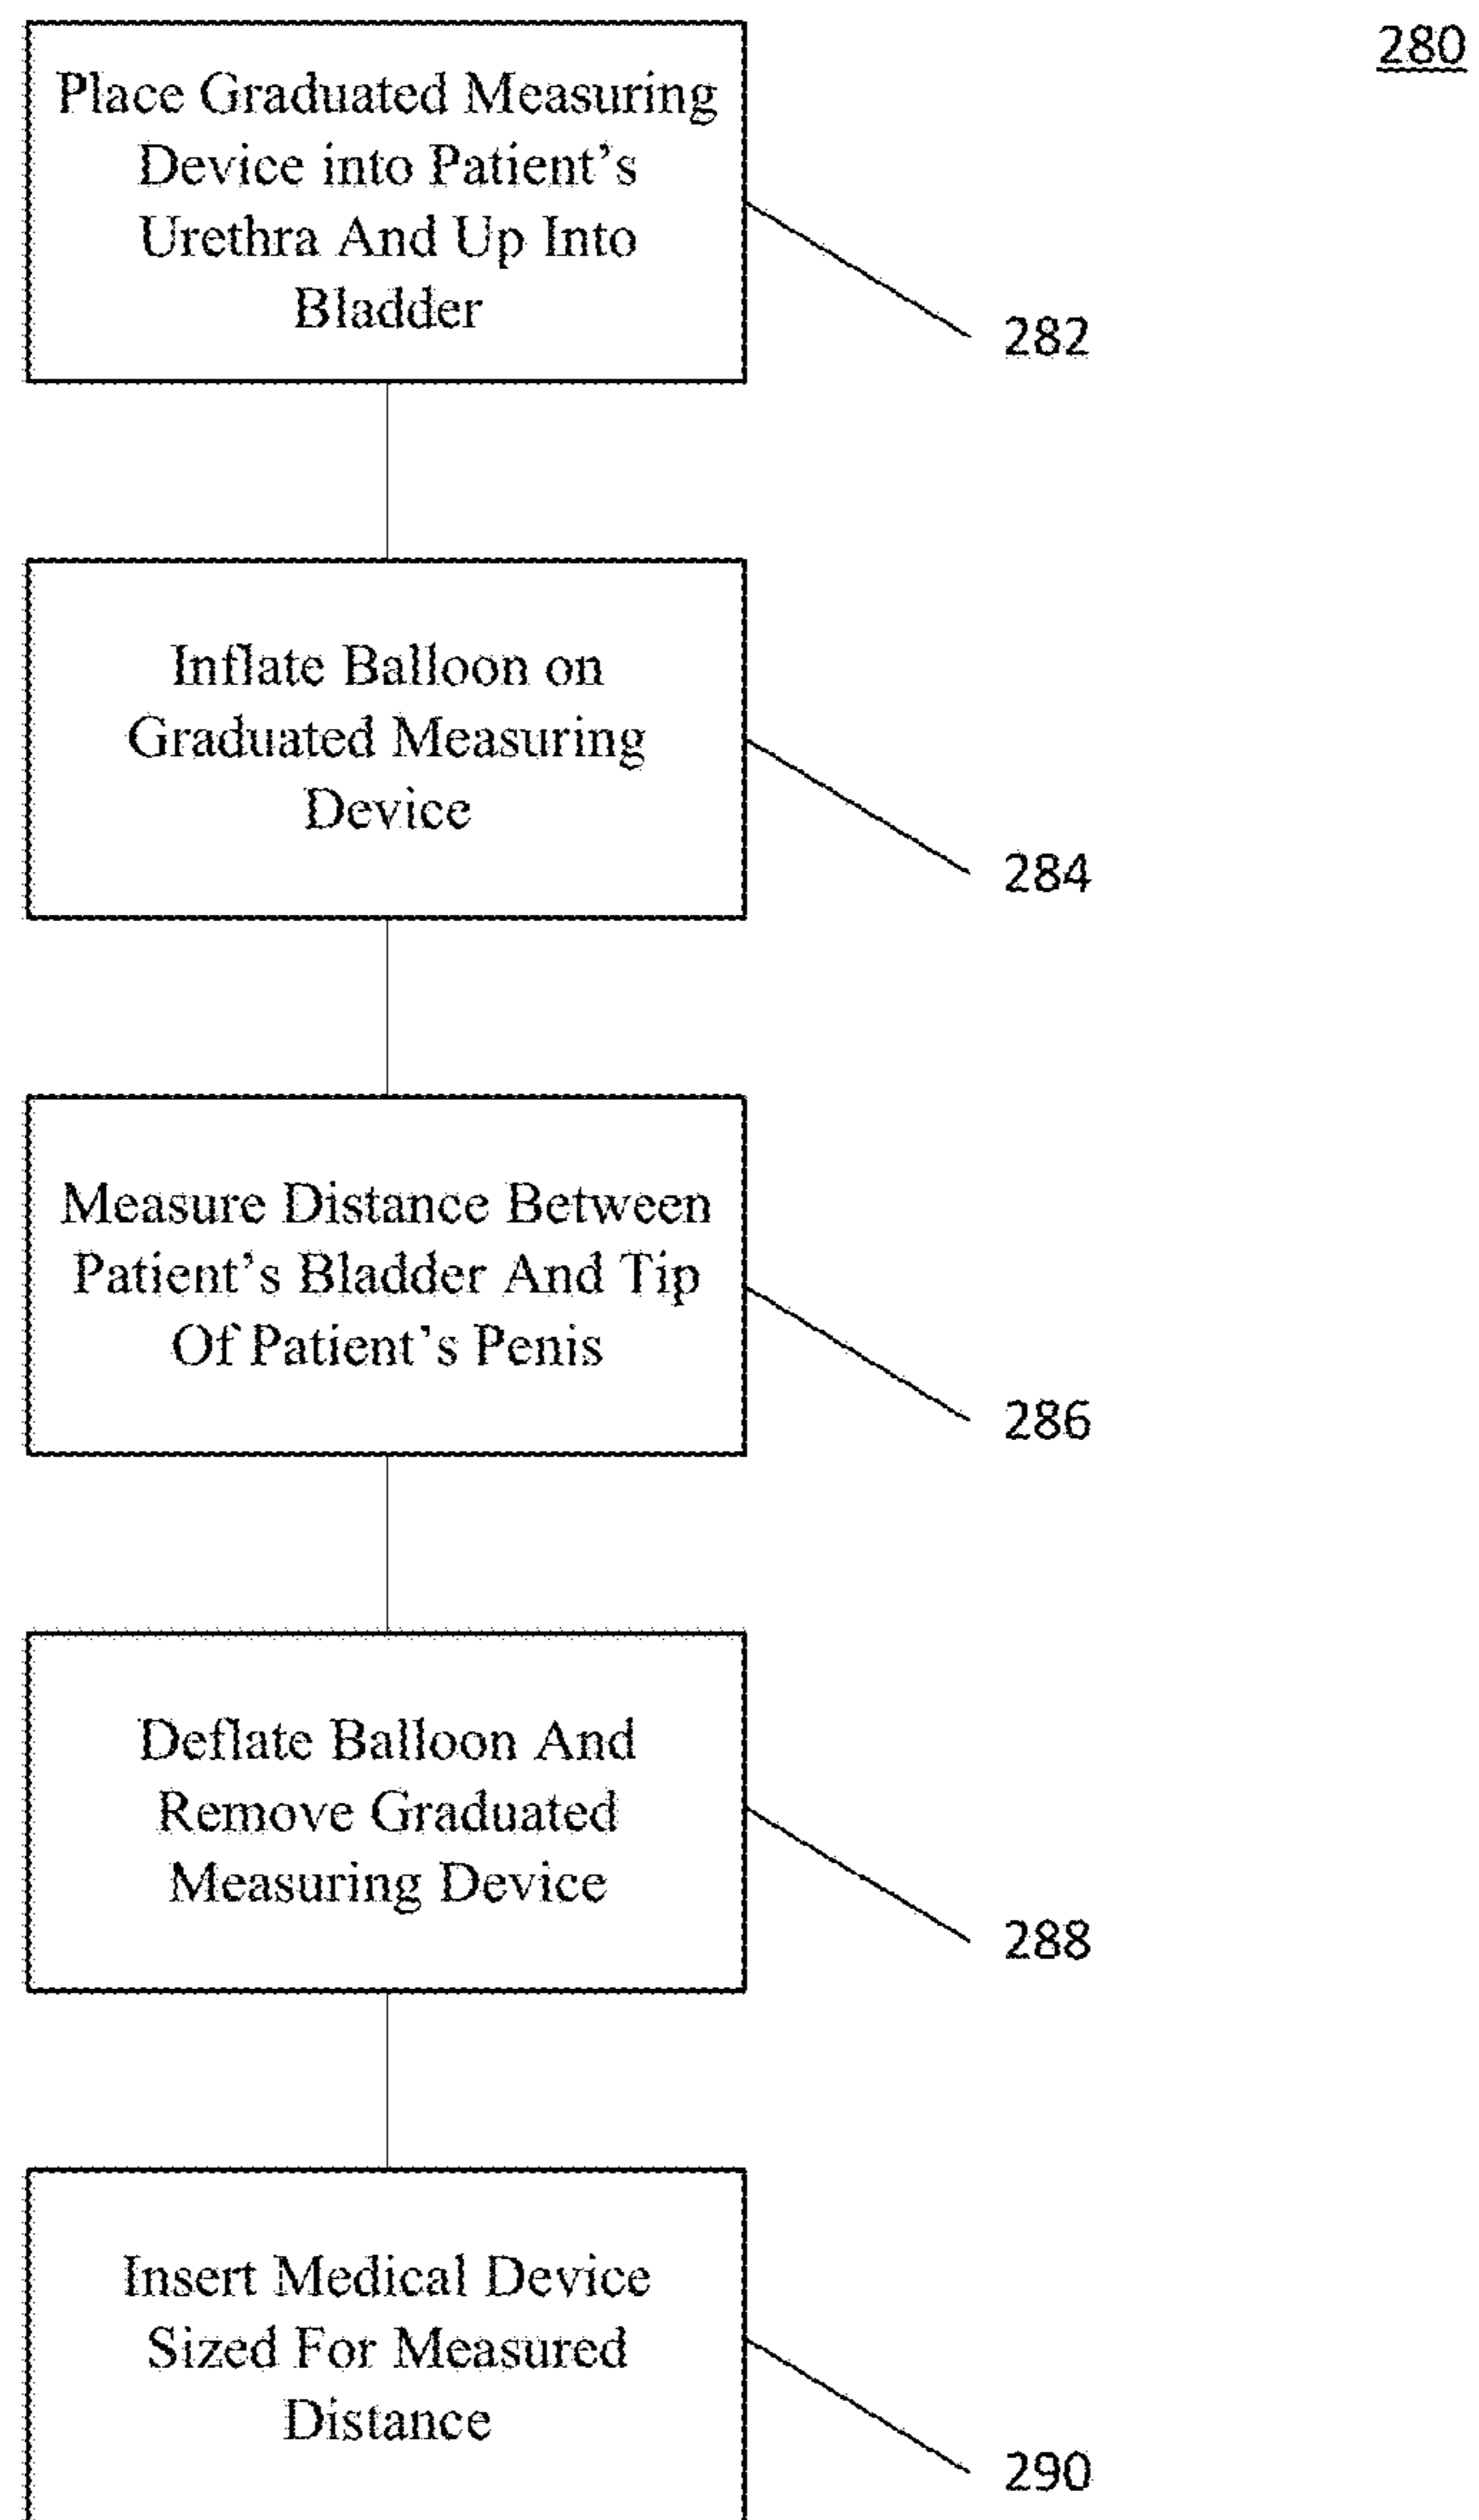 280
Place Graduated Measuring
Device into Patient's
Urethra And Up Into
Bladder
282
Inflate Balloon on
Graduated Measuring
Device
284
Measure Distance Between
Patient's Bladder And Tip
Of Patient's Penis
286
Deflate Balloon And
Remove Graduated
Measuring Device
288
Insert Medical Device
Sized For Measured
Distance
290